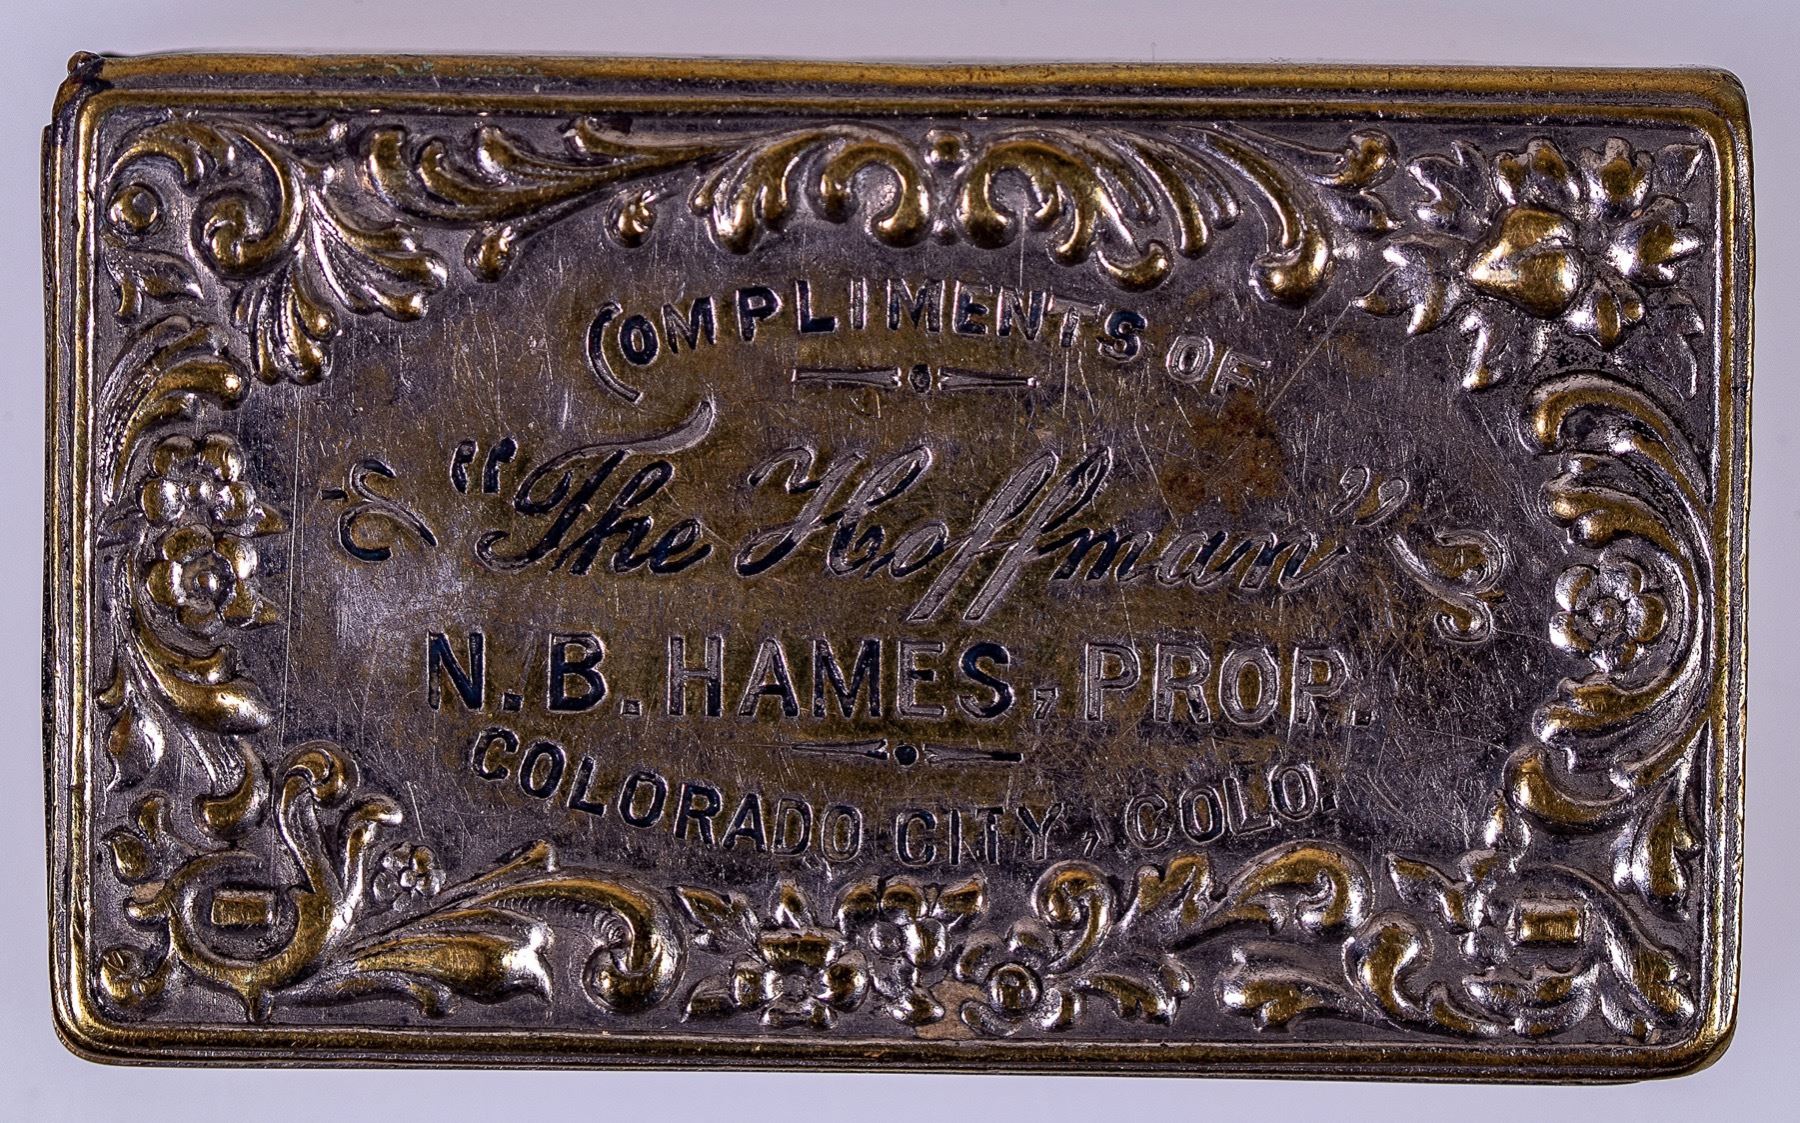 COMPLIMENTS OF
"The Hoffman"
N.B. HAMES, PROP.
COLORADO CITY, COLO.